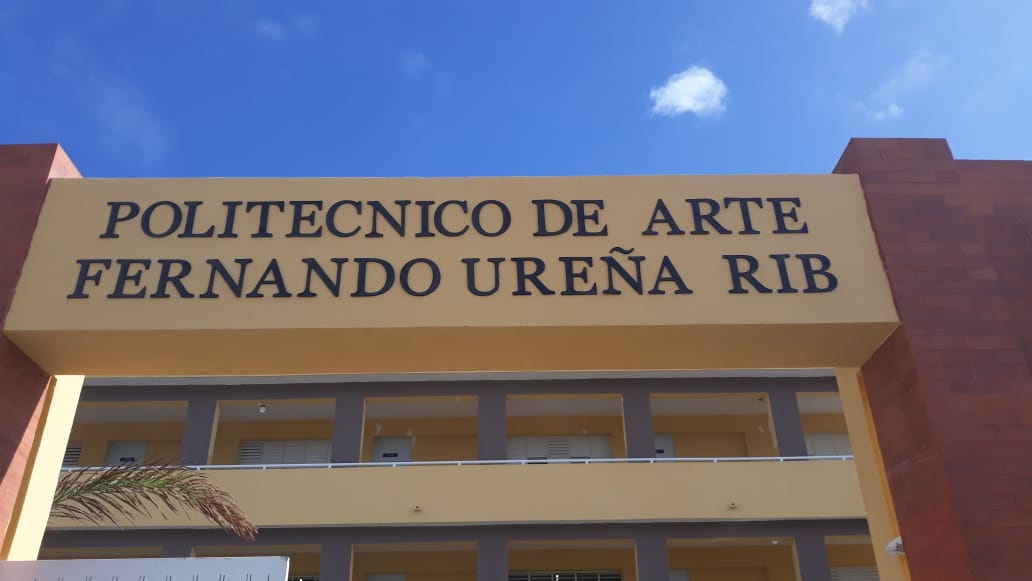 POLITECNICO DE ARTE
FERNANDO UREÑA RIB